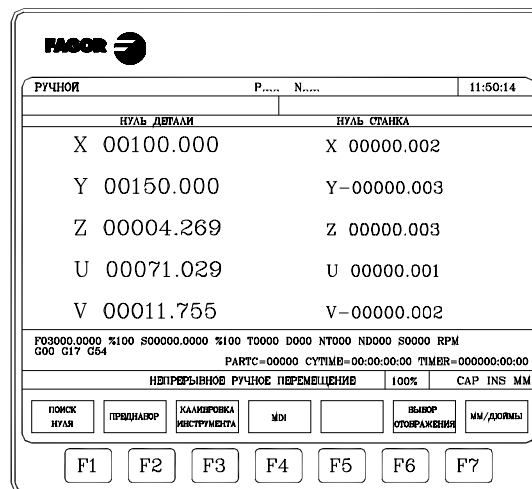 FAGOR
РУЧНОЙ P..... N..... 11:50:14
НУЛЬ ДЕТАЛИ НУЛЬ СТАНКА
X 00100.000 X 00000.002
Y 00150.000 Y-00000.003
Z 00004.269 Z 00000.003
U 00071.029 U 00000.001
V 00011.755 V-00000.002
F03000.0000 %100 S00000.0000 %100 T0000 D000 NT000 ND000 S0000 RPM
G00 G17 G54
PARTC=00000 CYTIME=00:00:00:00 TIMER=000000:00:00
НЕПРЕРЫВНОЕ РУЧНОЕ ПЕРЕМЕЩЕНИЕ 100% CAP INS MM
ПОИСК НУЛЯ ПРЕДНАБОР КАЛИБРОВКА ИНСТРУМЕНТА MDI ВЫБОР ОТОБРАЖЕНИЯ ММ/ДЮЙМЫ
F1 F2 F3 F4 F5 F6 F7